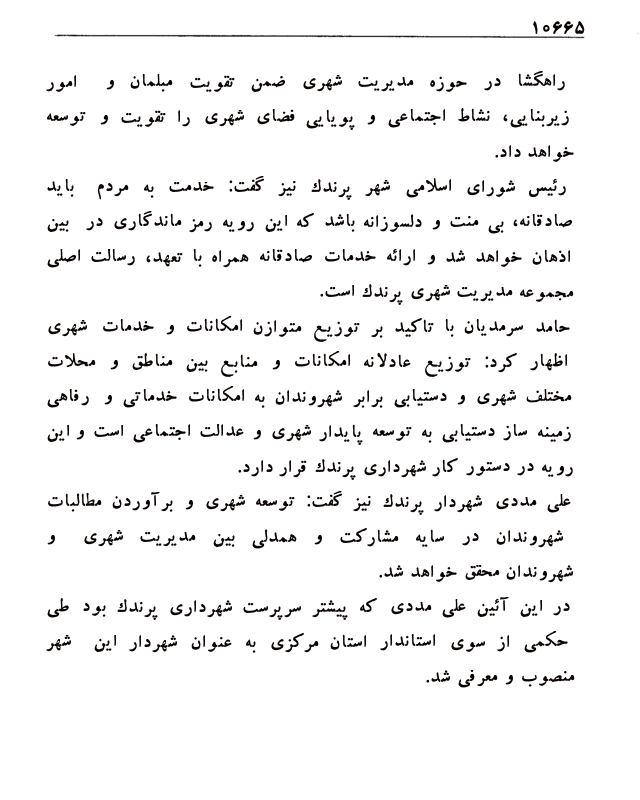 ۱۰۶۶۵
راهگشا در حوزه مدیریت شهری ضمن تقویت مبلمان و امور
زیربنایی، نشاط اجتماعی و پویایی فضای شهری را تقویت و توسعه
خواهد داد.
رئیس شورای اسلامی شهر پرندك نیز گفت: خدمت به مردم باید
صادقانه، بی منت و دلسوزانه باشد که این رویه رمز ماندگاری در بین
اذهان خواهد شد و ارائه خدمات صادقانه همراه با تعهد، رسالت اصلی
مجموعه مدیریت شهری پرندك است.
حامد سرمدیان با تاکید بر توزیع متوازن امکانات و خدمات شهری
اظهار کرد: توزیع عادلانه امکانات و منابع بین مناطق و محلات
مختلف شهری و دستیابی برابر شهروندان به امکانات خدماتی و رفاهی
زمینه ساز دستیابی به توسعه پایدار شهری و عدالت اجتماعی است و این
رویه در دستور کار شهرداری پرندك قرار دارد.
علی مددی شهردار پرندك نیز گفت: توسعه شهری و برآوردن مطالبات
شهروندان در سایه مشارکت و همدلی بین مدیریت شهری و
شهروندان محقق خواهد شد.
در این آئین علی مددی که پیشتر سرپرست شهرداری پرندك بود طی
حکمی از سوی استاندار استان مرکزی به عنوان شهردار این شهر
منصوب و معرفی شد.